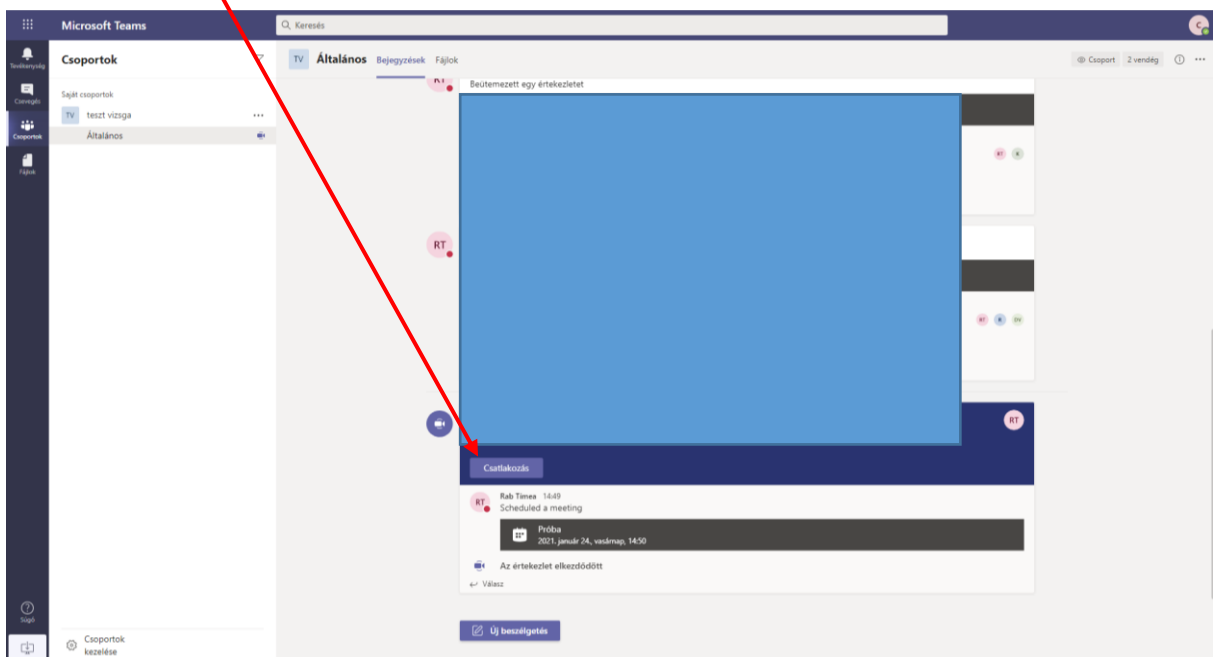 Microsoft Teams
Keresés
C
Tevékenység
Csevegés
Csoportok
Fájlok
Súgó
Csoportok
Saját csoportok
TV teszt vizsga
Általános
Csoportok
kezelése
TV Általános Bejegyzések Fájlok
Csoport 2 vendég
RT
Beütemezett egy értekezletet
RT
RT
RT
RT
Csatlakozás
RT Rab Tímea 14:49
Scheduled a meeting
Próba
2021. január 24., vasárnap, 14:50
Az értekezlet elkezdődött
Válasz
Új beszélgetés